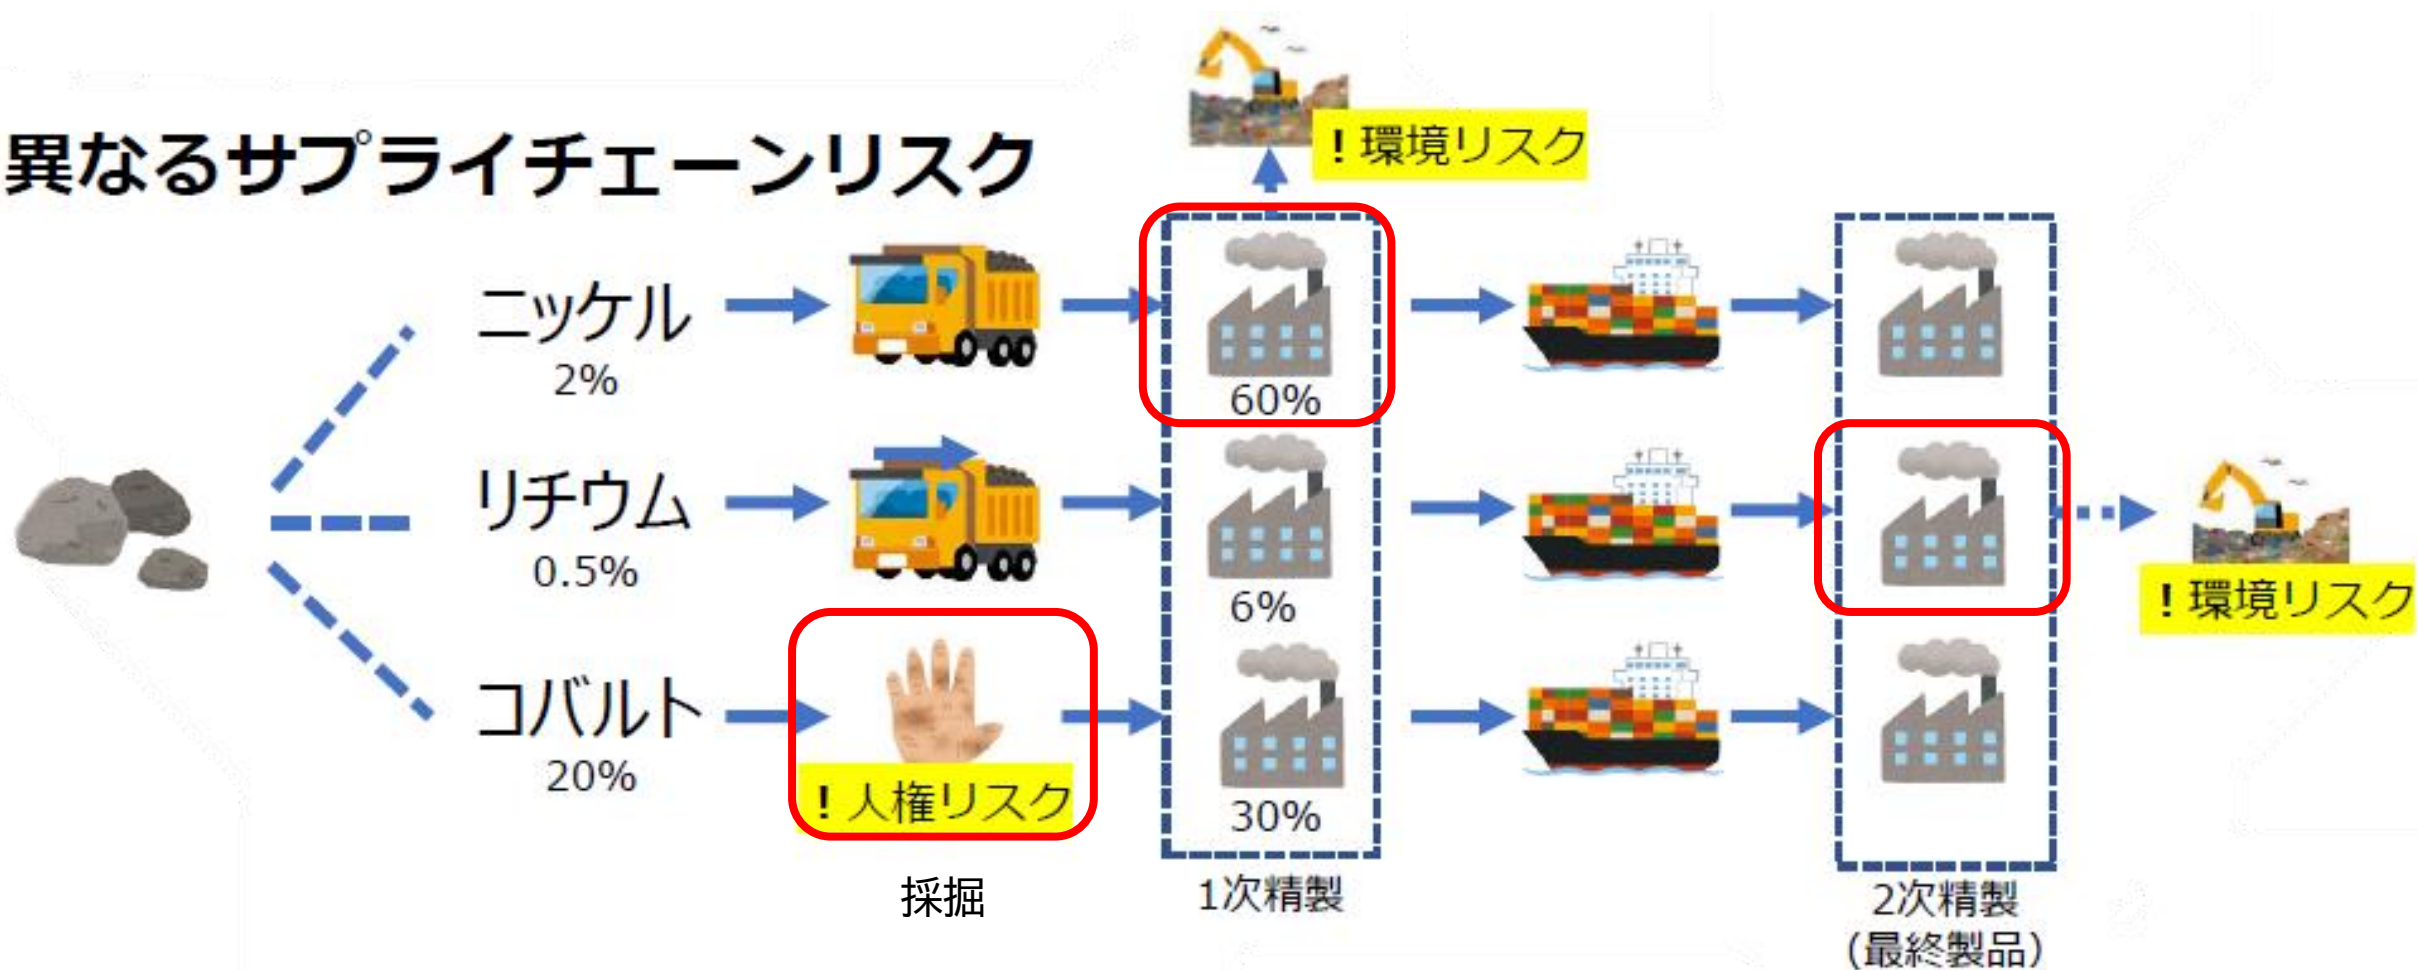 異なるサプライチェーンリスク
！環境リスク
ニッケル
2%
60%
リチウム
0.5%
6%
！環境リスク
コバルト
20%
！人権リスク
30%
採掘
1次精製
2次精製
(最終製品)